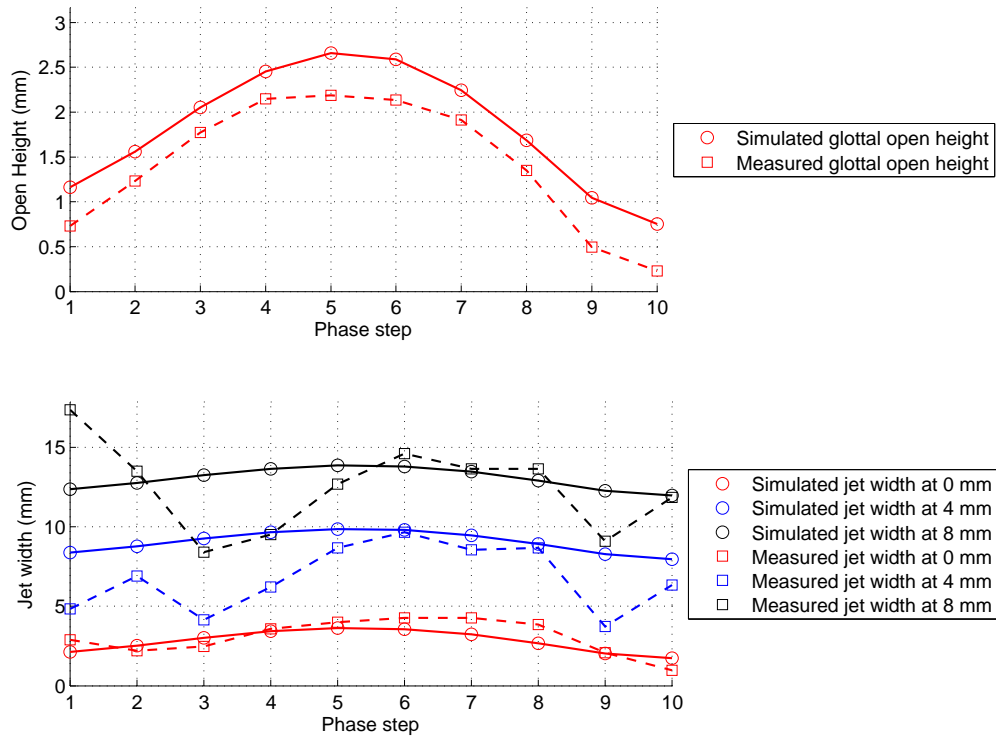 3
2.5
2
1.5
1
0.5
0
Open Height (mm)
1 2 3 4 5 6 7 8 9 10
Phase step
Simulated glottal open height
Measured glottal open height
15
10
5
0
Jet width (mm)
1 2 3 4 5 6 7 8 9 10
Phase step
Simulated jet width at 0 mm
Simulated jet width at 4 mm
Simulated jet width at 8 mm
Measured jet width at 0 mm
Measured jet width at 4 mm
Measured jet width at 8 mm